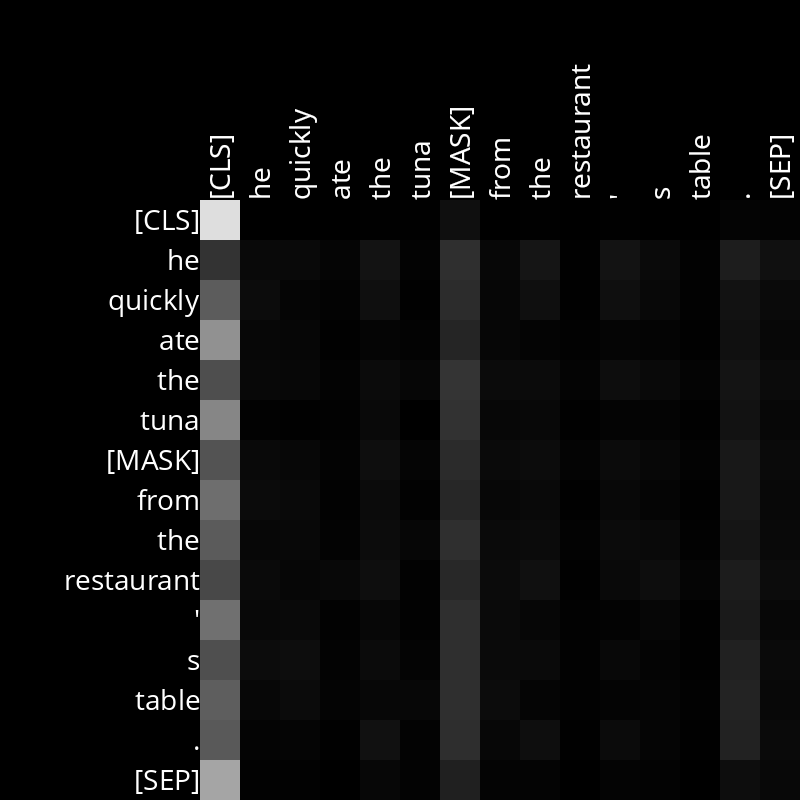 [CLS] he quickly ate the tuna [MASK] from the restaurant ' s table . [SEP]
[CLS]
he
quickly
ate
the
tuna
[MASK]
from
the
restaurant
'
s
table
.
[SEP]